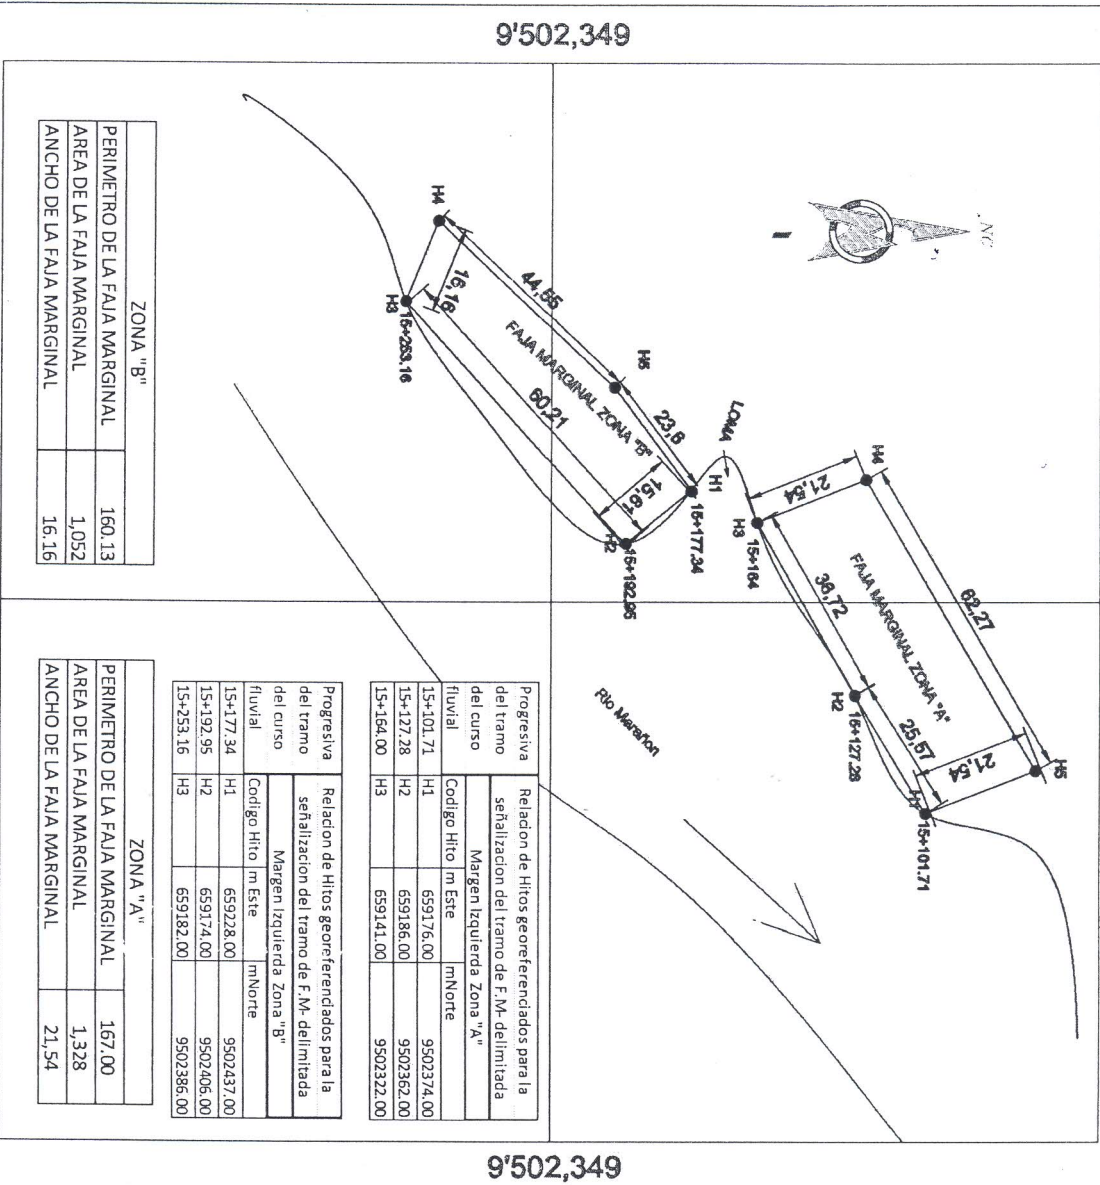 9'502,349
NC
H4
44,55
16,16
H3
15+253.16
FAJA MARGINAL ZONA "B"
60,21
H5
23,6
15,61
H2
15+192.95
15+177.34
H1
LOMA
H4
21,54
H3
15+164
FAJA MARGINAL ZONA "A"
62,27
36,72
H2
15+127.28
25,57
21,54
H5
H1
15+101.71
Rio Marañon
Progresiva del tramo del curso fluvial | Relacion de Hitos georeferenciados para la señalizacion del tramo de F.M- delimitada
Margen Izquierda Zona "A"
Codigo Hito | m Este | mNorte
15+101.71 | H1 | 659176.00 | 9502374.00
15+127.28 | H2 | 659186.00 | 9502362.00
15+164.00 | H3 | 659141.00 | 9502322.00
Progresiva del tramo del curso fluvial | Relacion de Hitos georeferenciados para la señalizacion del tramo de F.M- delimitada
Margen Izquierda Zona "B"
Codigo Hito | m Este | mNorte
15+177.34 | H1 | 659228.00 | 9502437.00
15+192.95 | H2 | 659174.00 | 9502406.00
15+253.16 | H3 | 659182.00 | 9502386.00
ZONA "B"
PERIMETRO DE LA FAJA MARGINAL | 160.13
AREA DE LA FAJA MARGINAL | 1,052
ANCHO DE LA FAJA MARGINAL | 16.16
ZONA "A"
PERIMETRO DE LA FAJA MARGINAL | 167.00
AREA DE LA FAJA MARGINAL | 1,328
ANCHO DE LA FAJA MARGINAL | 21,54
9'502,349